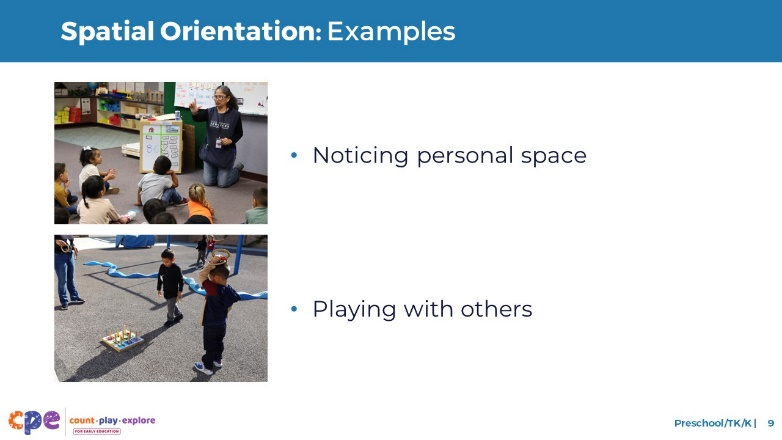 Spatial Orientation: Examples
• Noticing personal space
• Playing with others
cpe
count·play·explore
FOR EARLY EDUCATION
Preschool/TK/K | 9